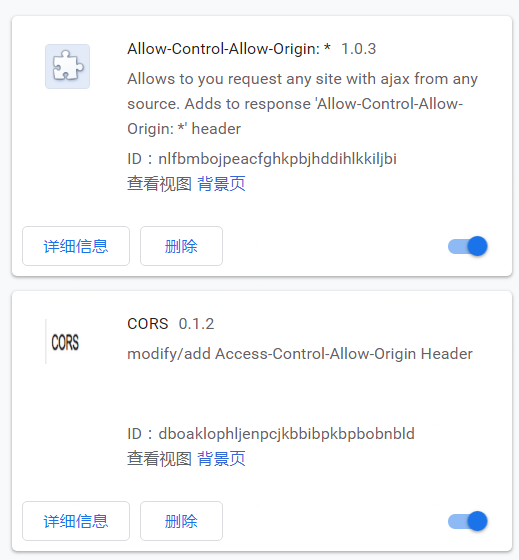 Allow-Control-Allow-Origin: * 1.0.3
Allows to you request any site with ajax from any
source. Adds to response 'Allow-Control-Allow-
Origin: *' header
ID：nlfbmbojpeacfghkpbjhddihlkkiljbi
查看视图 背景页
详细信息 删除
CORS
CORS 0.1.2
modify/add Access-Control-Allow-Origin Header
ID：dboaklophljenpcjkbbibpkbpbobnbld
查看视图 背景页
详细信息 删除